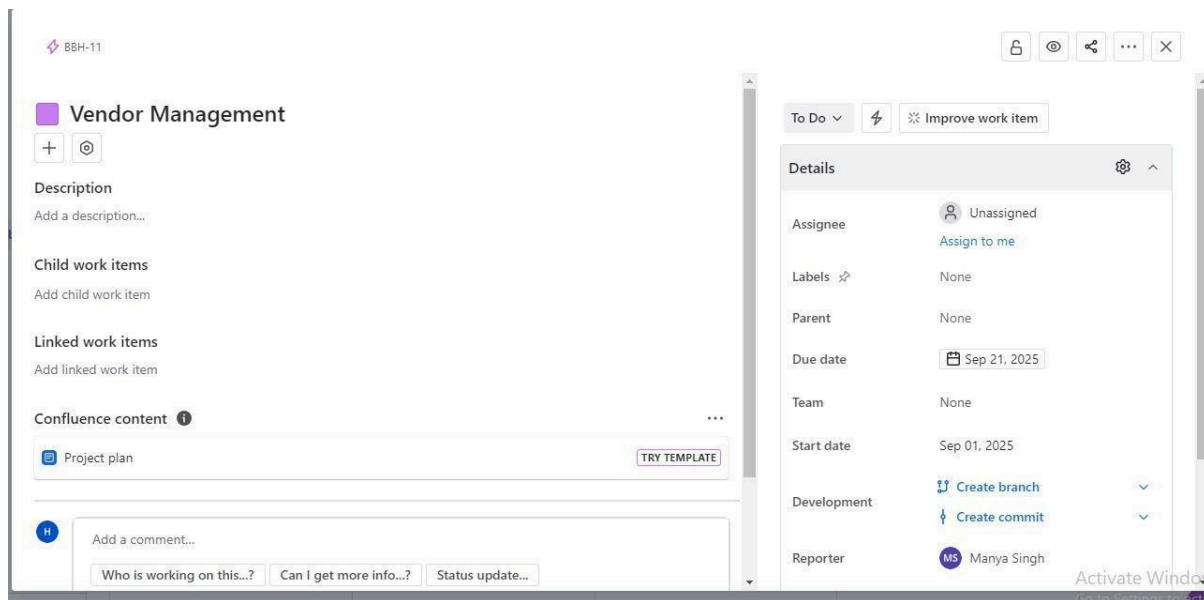 BBH-11
Vendor Management
Description
Add a description...
Child work items
Add child work item
Linked work items
Add linked work item
Confluence content
Project plan
TRY TEMPLATE
H
Add a comment...
Who is working on this...?
Can I get more info...?
Status update...
To Do
Improve work item
Details
Assignee
Unassigned
Assign to me
Labels
None
Parent
None
Due date
Sep 21, 2025
Team
None
Start date
Sep 01, 2025
Development
Create branch
Create commit
Reporter
MS
Manya Singh
Activate Windo